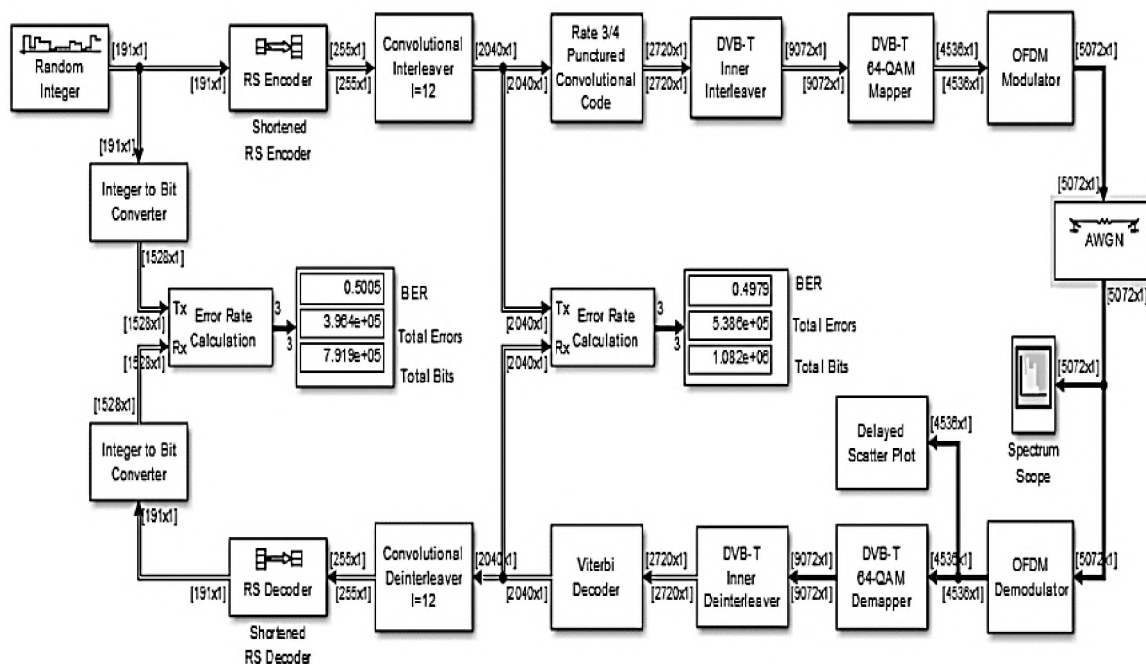 [191x1]
Random
Integer
[191x1]
RS Encoder
Shortened
RS Encoder
[255x1]
[255x1]
Convolutional
Interleaver
I=12
[2040x1]
[2040x1]
Rate 3/4
Punctured
Convolutional
Code
[2720x1]
[2720x1]
DVB-T
Inner
Interleaver
[9072x1]
[9072x1]
DVB-T
64-QAM
Mapper
[4536x1]
[4536x1]
OFDM
Modulator
[5072x1]
[191x1]
Integer to Bit
Converter
[1528x1]
[1528x1]
Tx
Rx
[1528x1]
Error Rate
Calculation
3
3
0.5005
3.964e+05
7.919e+05
BER
Total Errors
Total Bits
[2040x1]
[2040x1]
Tx
Rx
Error Rate
Calculation
3
3
0.4979
5.386e+05
1.082e+06
BER
Total Errors
Total Bits
[5072x1]
AWGN
[5072x1]
[5072x1]
Spectrum
Scope
[4536x1]
Delayed
Scatter Plot
[1528x1]
Integer to Bit
Converter
[191x1]
[191x1]
RS Decoder
Shortened
RS Decoder
[255x1]
[255x1]
Convolutional
Deinterleaver
I=12
[2040x1]
[2040x1]
Viterbi
Decoder
[2720x1]
[2720x1]
DVB-T
Inner
Deinterleaver
[9072x1]
[9072x1]
DVB-T
64-QAM
Demapper
[4536x1]
[4536x1]
OFDM
Demodulator
[5072x1]